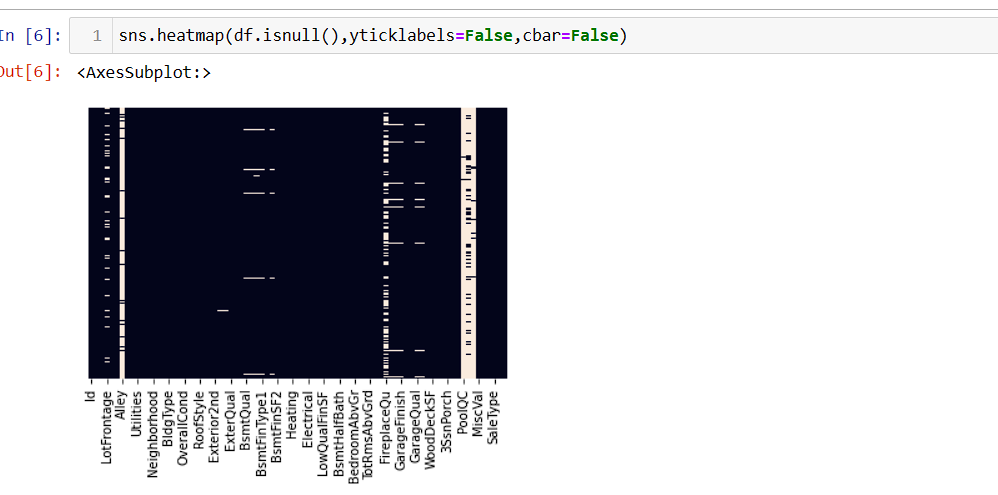 In [6]:
1
sns.heatmap(df.isnull(),yticklabels=False,cbar=False)
Out[6]:
<AxesSubplot:>
Id
LotFrontage
Alley
Utilities
Neighborhood
BldgType
OverallCond
RoofStyle
Exterior2nd
ExterQual
BsmtQual
BsmtFinType1
BsmtFinSF2
Heating
Electrical
LowQualFinSF
BsmtHalfBath
BedroomAbvGr
TotRmsAbvGrd
FireplaceQu
GarageFinish
GarageQual
WoodDeckSF
3SsnPorch
PoolQC
MiscVal
SaleType